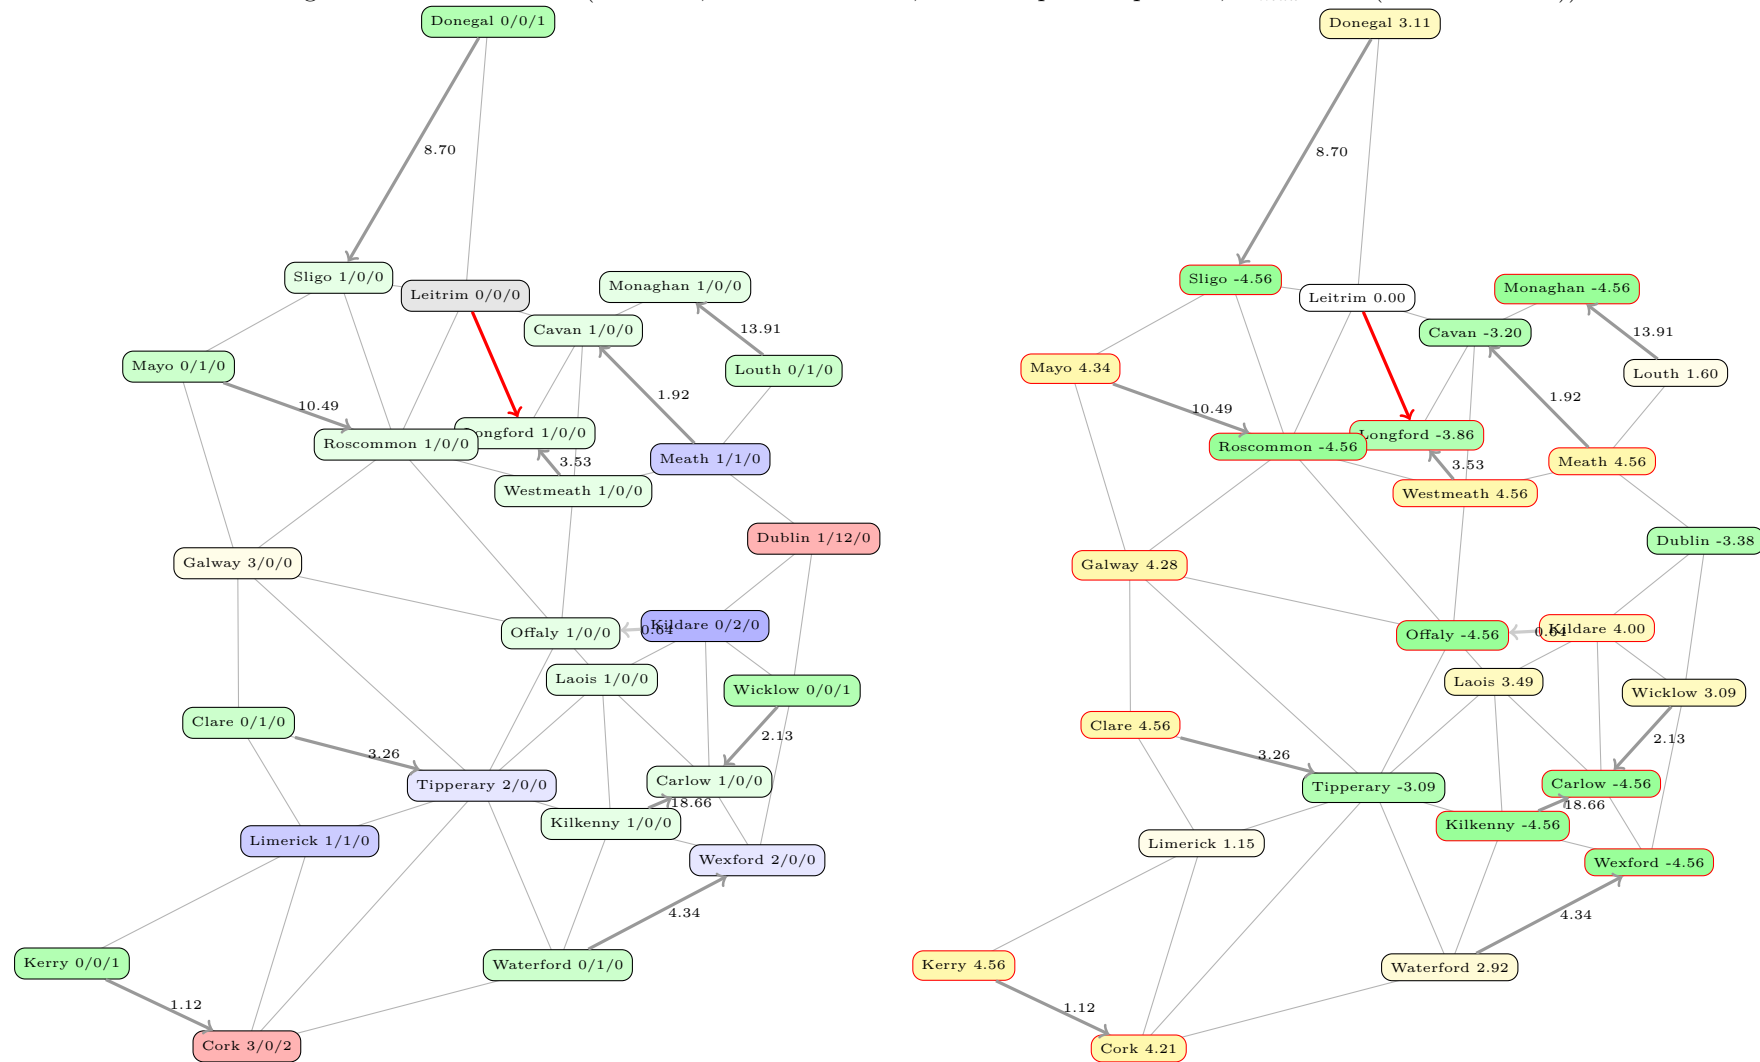 Donegal 0/0/1
8.70
Sligo 1/0/0
Leitrim 0/0/0
Monaghan 1/0/0
Cavan 1/0/0
13.91
Mayo 0/1/0
Louth 0/1/0
1.92
10.49
Longford 1/0/0
Roscommon 1/0/0
3.53
Meath 1/1/0
Westmeath 1/0/0
Dublin 1/12/0
Galway 3/0/0
Offaly 1/0/0
0.64
Kildare 0/2/0
Laois 1/0/0
Wicklow 0/0/1
Clare 0/1/0
2.13
3.26
Tipperary 2/0/0
Carlow 1/0/0
18.66
Kilkenny 1/0/0
Limerick 1/1/0
Wexford 2/0/0
4.34
Kerry 0/0/1
Waterford 0/1/0
1.12
Cork 3/0/2
Donegal 3.11
8.70
Sligo -4.56
Leitrim 0.00
Monaghan -4.56
Cavan -3.20
13.91
Mayo 4.34
Louth 1.60
1.92
10.49
Longford -3.86
Roscommon -4.56
3.53
Meath 4.56
Westmeath 4.56
Dublin -3.38
Galway 4.28
Offaly -4.56
0.64
Kildare 4.00
Laois 3.49
Wicklow 3.09
Clare 4.56
2.13
3.26
Tipperary -3.09
Carlow -4.56
18.66
Kilkenny -4.56
Limerick 1.15
Wexford -4.56
4.34
Kerry 4.56
Waterford 2.92
1.12
Cork 4.21